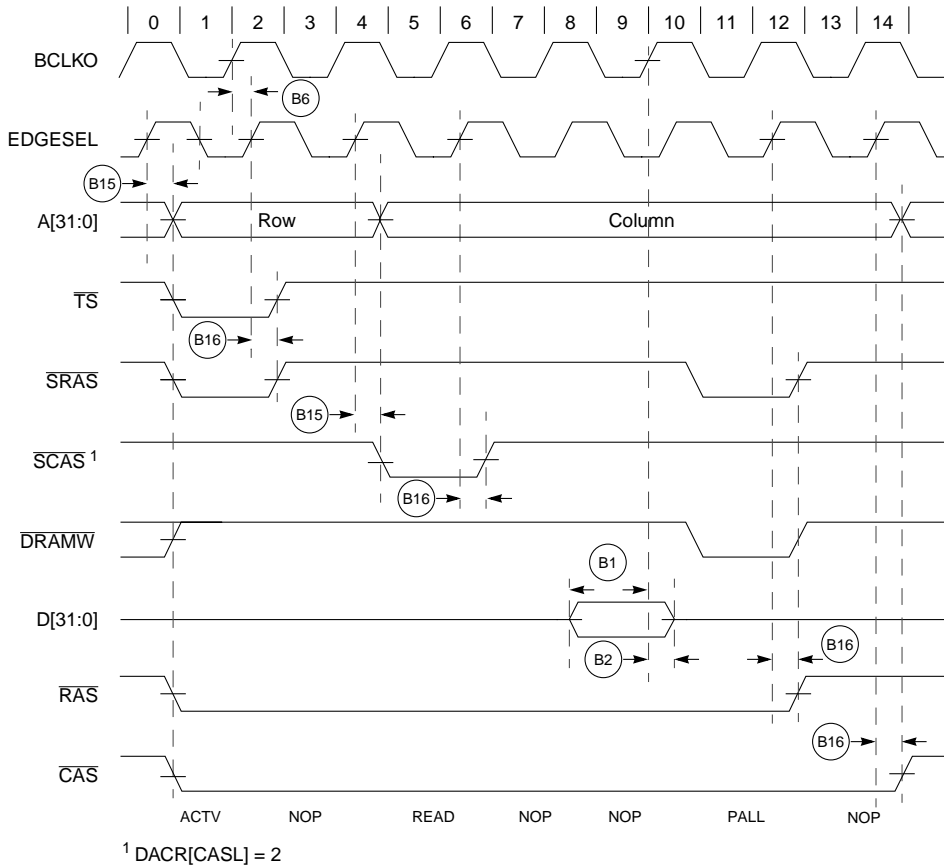 0 1 2 3 4 5 6 7 8 9 10 11 12 13 14
BCLKO
B6
EDGESEL
B15
A[31:0] Row Column
TS
B16
SRAS
B15
SCAS 1
B16
DRAMW
B1
D[31:0]
B2 B16
RAS
B16
CAS
ACTV NOP READ NOP NOP PALL NOP
1 DACR[CASL] = 2